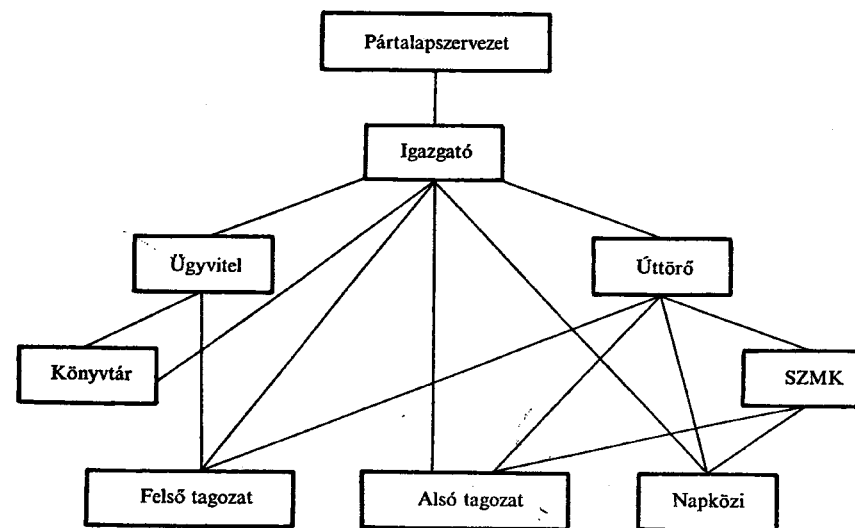 Pártalapszervezet
Igazgató
Ügyvitel
Úttörő
Könyvtár
SZMK
Felső tagozat
Alsó tagozat
Napközi